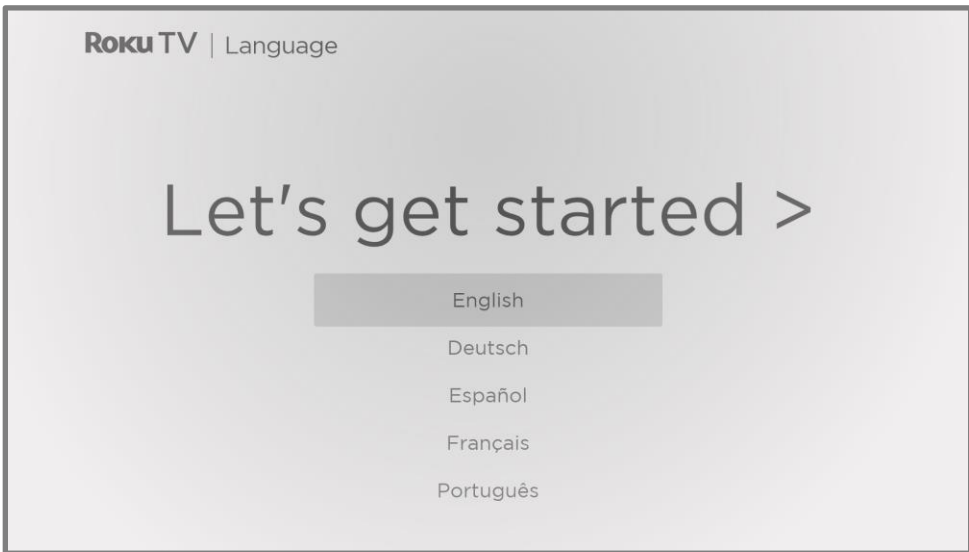 Roku TV | Language
Let's get started >
English
Deutsch
Español
Français
Português